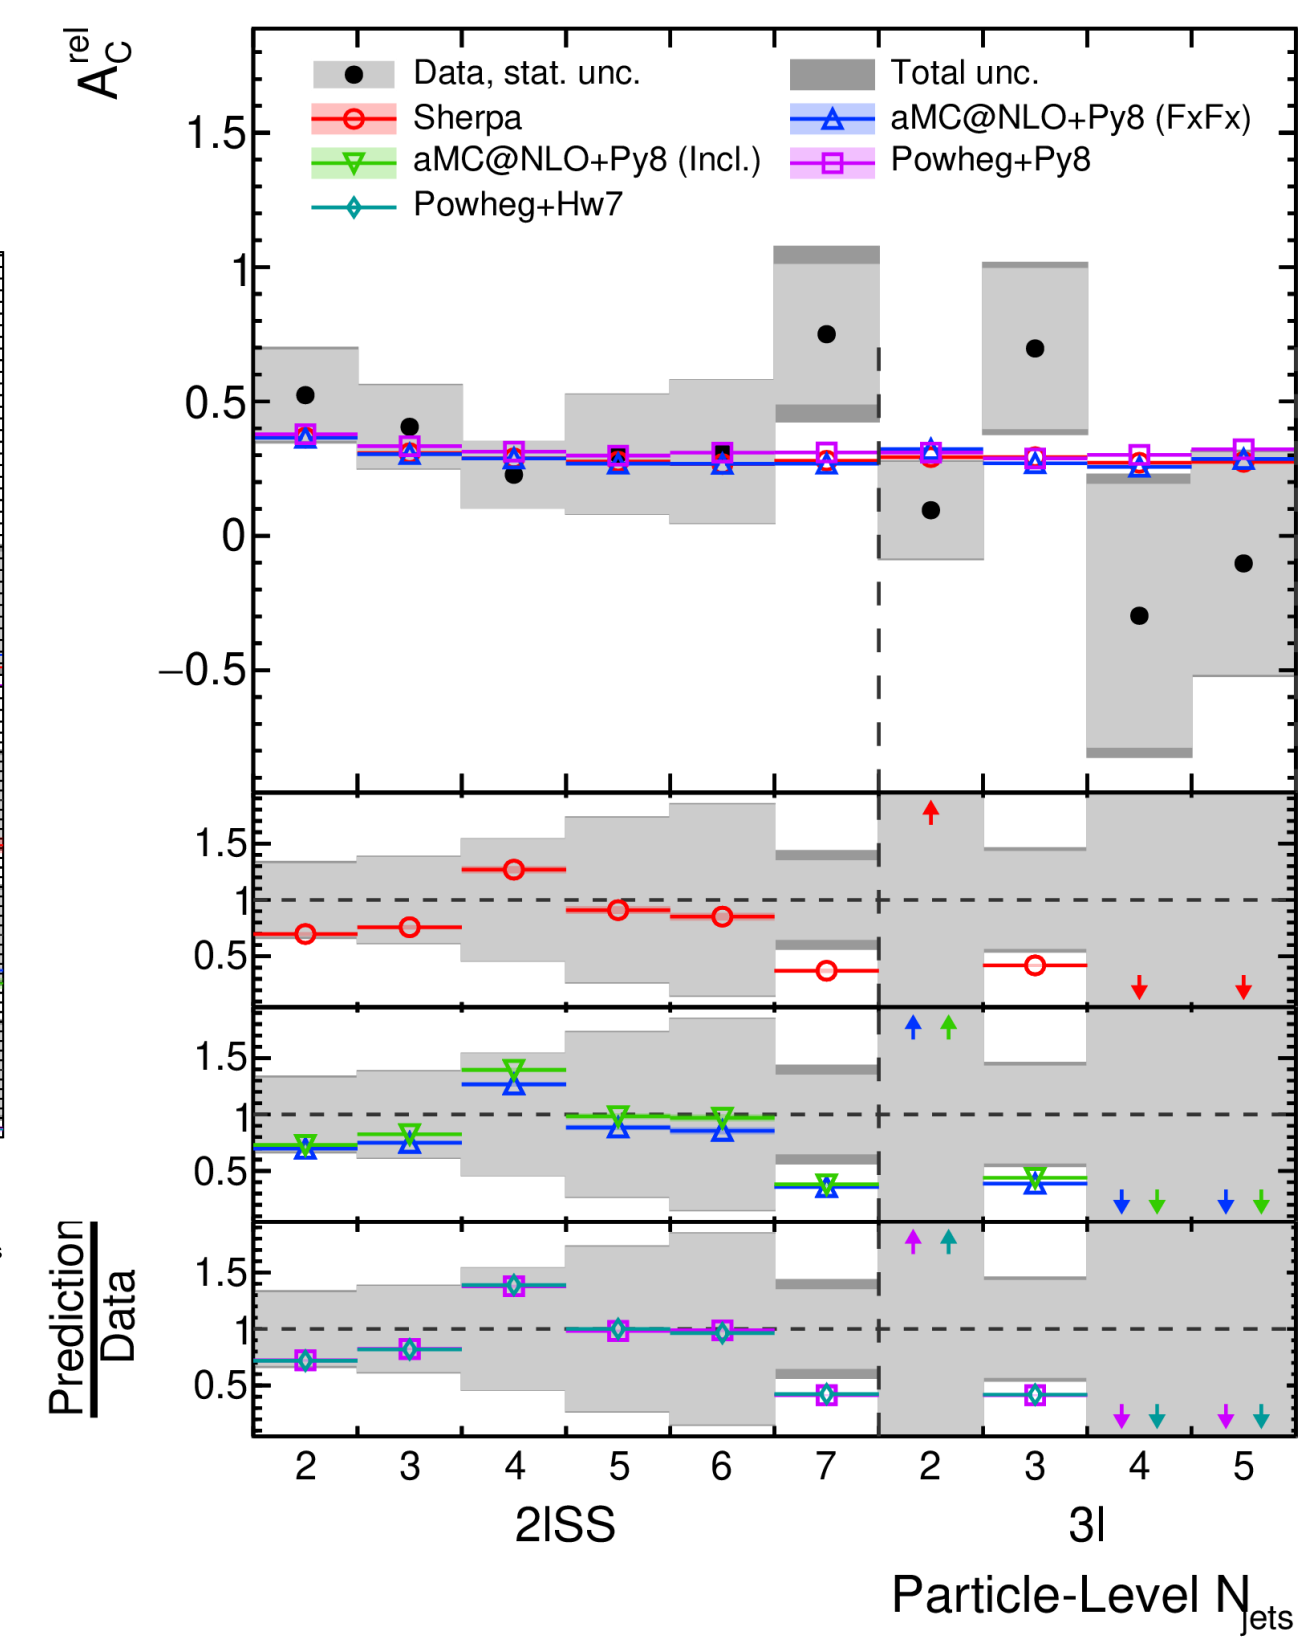 A_C^rel
Data, stat. unc.
Total unc.
Sherpa
aMC@NLO+Py8 (FxFx)
aMC@NLO+Py8 (Incl.)
Powheg+Py8
Powheg+Hw7
1.5
1
0.5
0
−0.5
1.5
1
0.5
1.5
1
0.5
1.5
1
0.5
Prediction
Data
2 3 4 5 6 7 2 3 4 5
2lSS 3l
Particle-Level N_jets